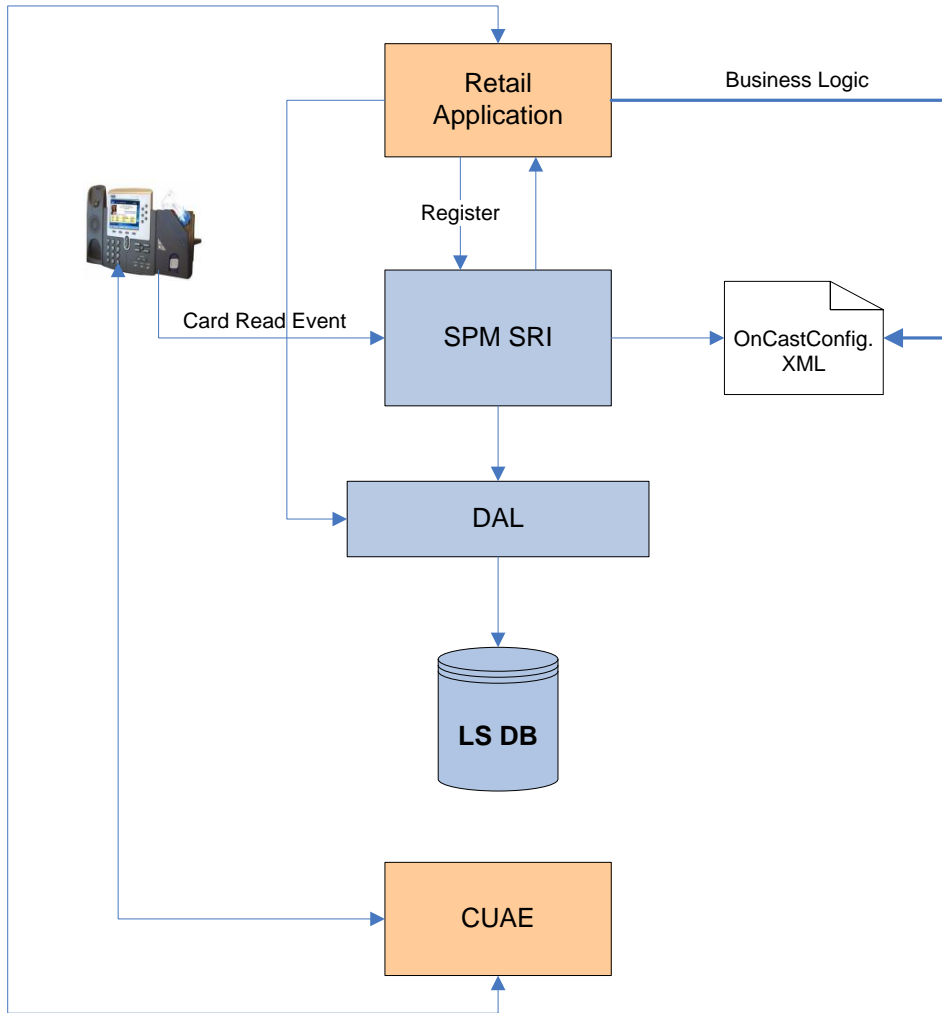 Retail
Application
Business Logic
Register
Card Read Event
SPM SRI
OnCastConfig.
XML
DAL
LS DB
CUAE